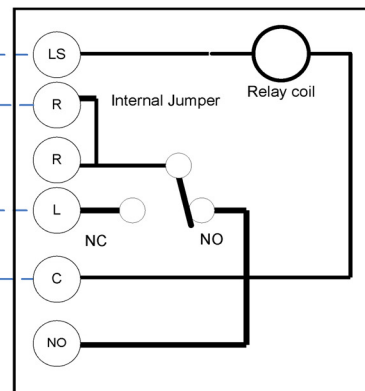 LS
Relay coil
R
Internal Jumper
R
L
NC
NO
C
NO